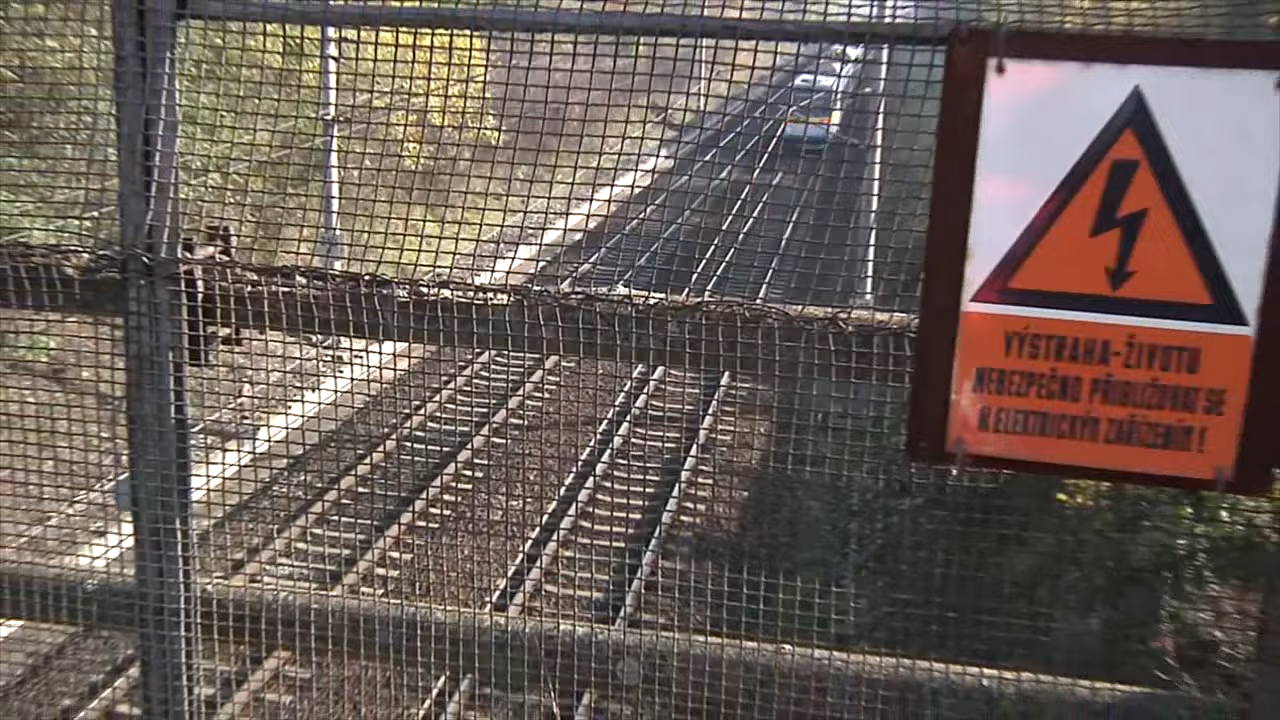 VÝSTRAHA-ŽIVOTU
NEBEZPEČNO PŘIBLIŽOVAT SE
K ELEKTRICKÝM ZAŘÍZENÍM !